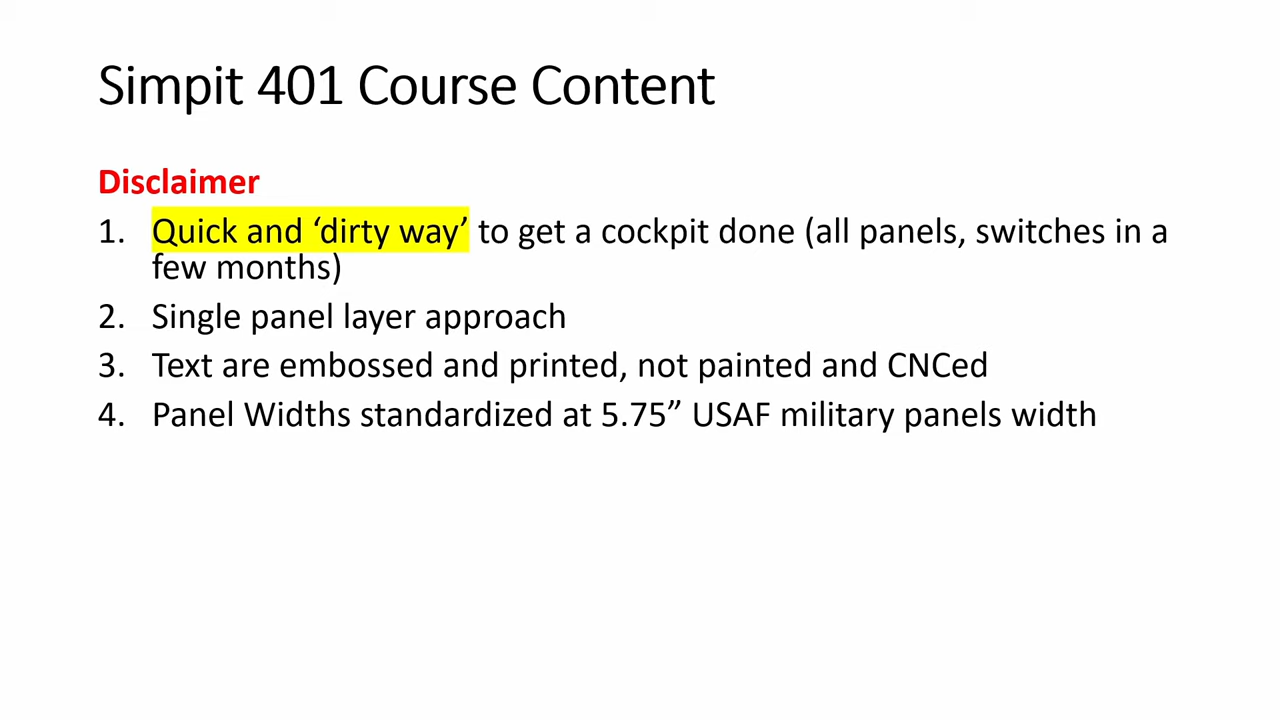 Simpit 401 Course Content
Disclaimer
1. Quick and ‘dirty way’ to get a cockpit done (all panels, switches in a
few months)
2. Single panel layer approach
3. Text are embossed and printed, not painted and CNCed
4. Panel Widths standardized at 5.75” USAF military panels width